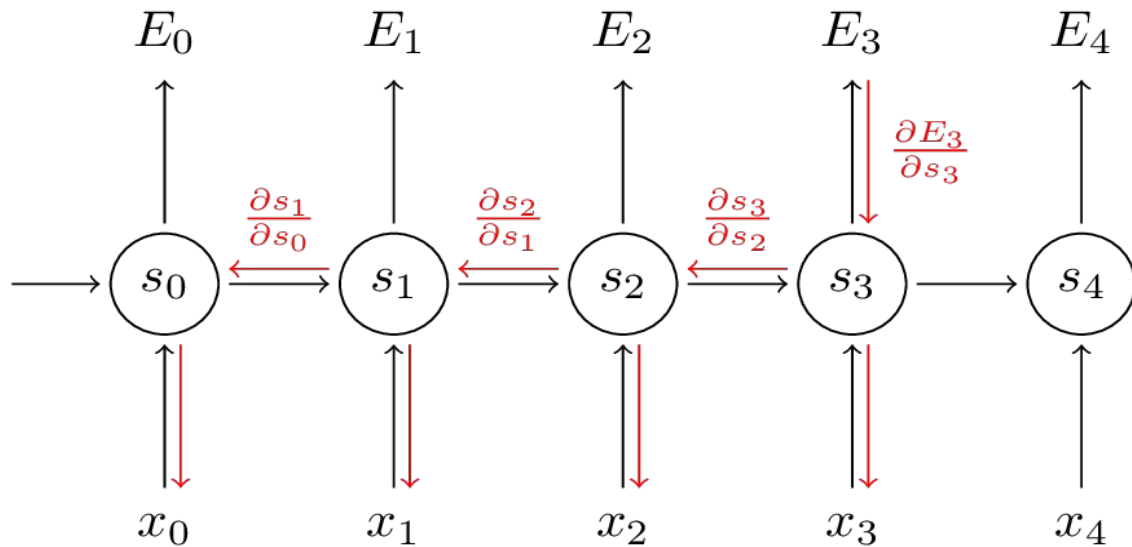 E₀ E₁ E₂ E₃ E₄
∂E₃/∂s₃
∂s₁/∂s₀ ∂s₂/∂s₁ ∂s₃/∂s₂
s₀ s₁ s₂ s₃ s₄
x₀ x₁ x₂ x₃ x₄